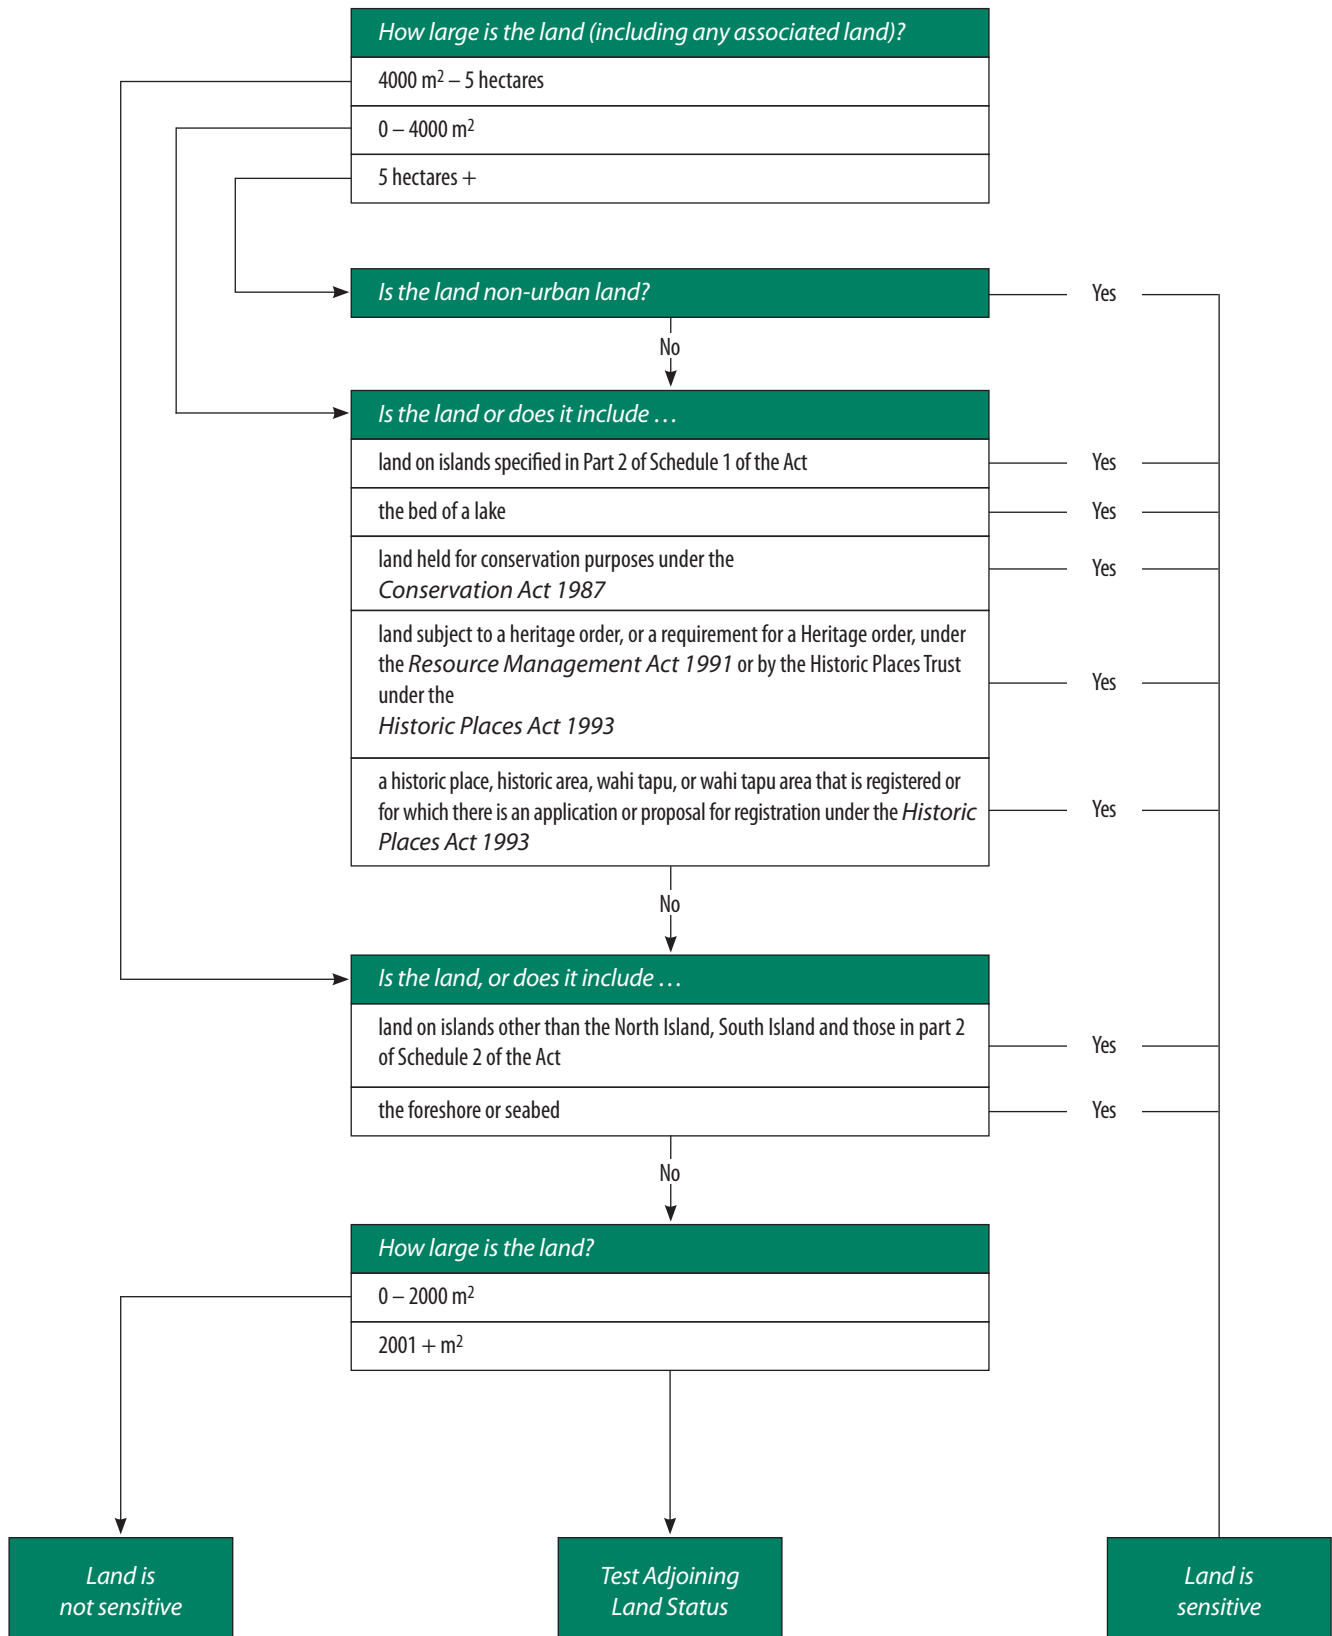 How large is the land (including any associated land)?
4000 m² – 5 hectares
0 – 4000 m²
5 hectares +
Is the land non-urban land?
Yes
No
Is the land or does it include …
land on islands specified in Part 2 of Schedule 1 of the Act
Yes
the bed of a lake
Yes
land held for conservation purposes under the
Conservation Act 1987
Yes
land subject to a heritage order, or a requirement for a Heritage order, under
the Resource Management Act 1991 or by the Historic Places Trust
under the
Historic Places Act 1993
Yes
a historic place, historic area, wahi tapu, or wahi tapu area that is registered or
for which there is an application or proposal for registration under the Historic
Places Act 1993
Yes
No
Is the land, or does it include …
land on islands other than the North Island, South Island and those in part 2
of Schedule 2 of the Act
Yes
the foreshore or seabed
Yes
No
How large is the land?
0 – 2000 m²
2001 + m²
Land is
not sensitive
Test Adjoining
Land Status
Land is
sensitive